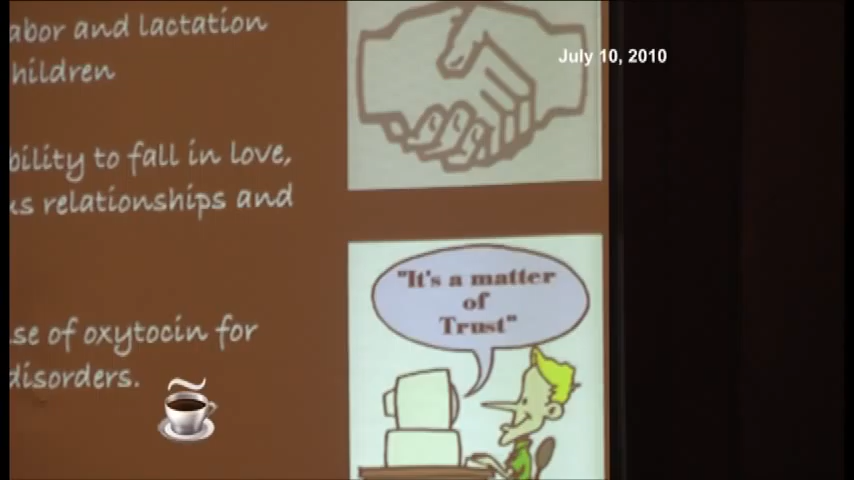 abor and lactation
hildren
bility to fall in love,
us relationships and
se of oxytocin for
disorders.
July 10, 2010
"It's a matter
of
Trust"